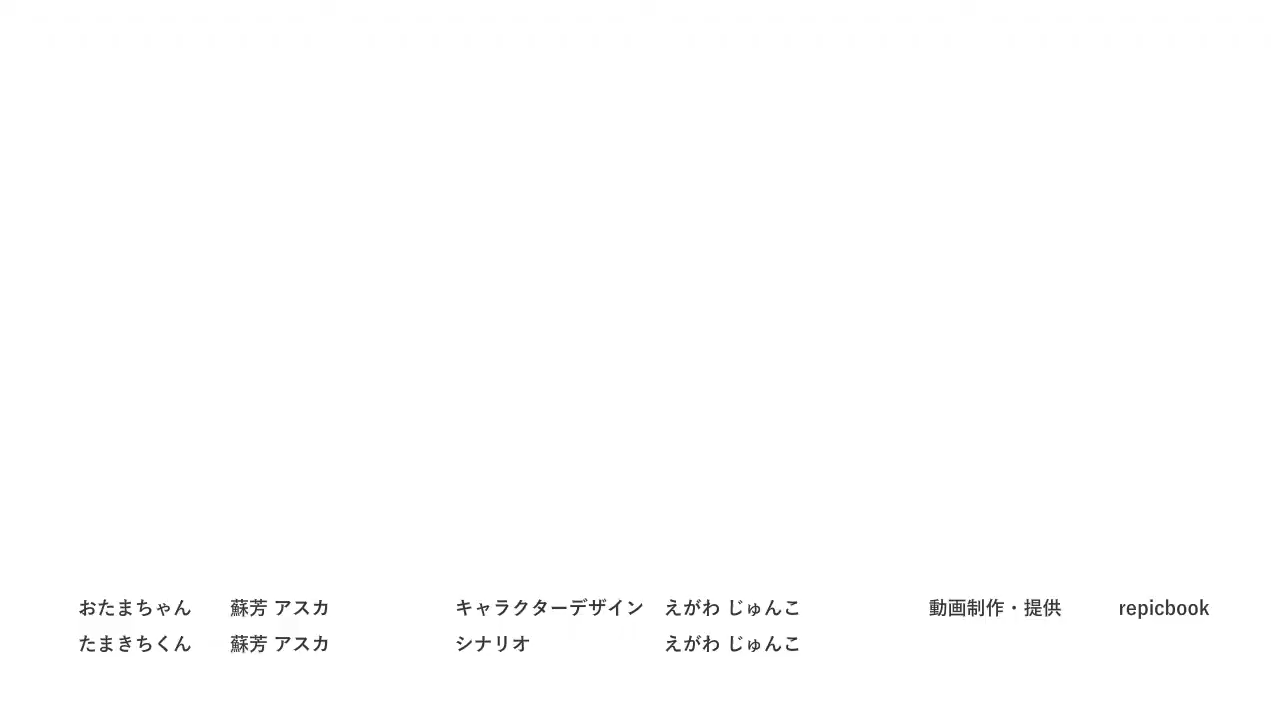 おたまちゃん 蘇芳 アスカ キャラクターデザイン えがわ じゅんこ 動画制作・提供 repicbook
たまきちくん 蘇芳 アスカ シナリオ えがわ じゅんこ